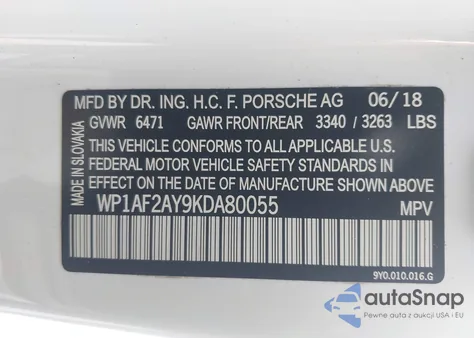 MFD BY DR. ING. H.C. F. PORSCHE AG 06/18
GVWR 6471 GAWR FRONT/REAR 3340 / 3263 LBS
MADE IN SLOVAKIA
THIS VEHICLE CONFORMS TO ALL APPLICABLE U.S.
FEDERAL MOTOR VEHICLE SAFETY STANDARDS IN
EFFECT ON THE DATE OF MANUFACTURE SHOWN ABOVE.
WP1AF2AY9KDA80055 MPV
9Y0.010.016.G
autoSnap
Pewne auta z aukcji USA i EU